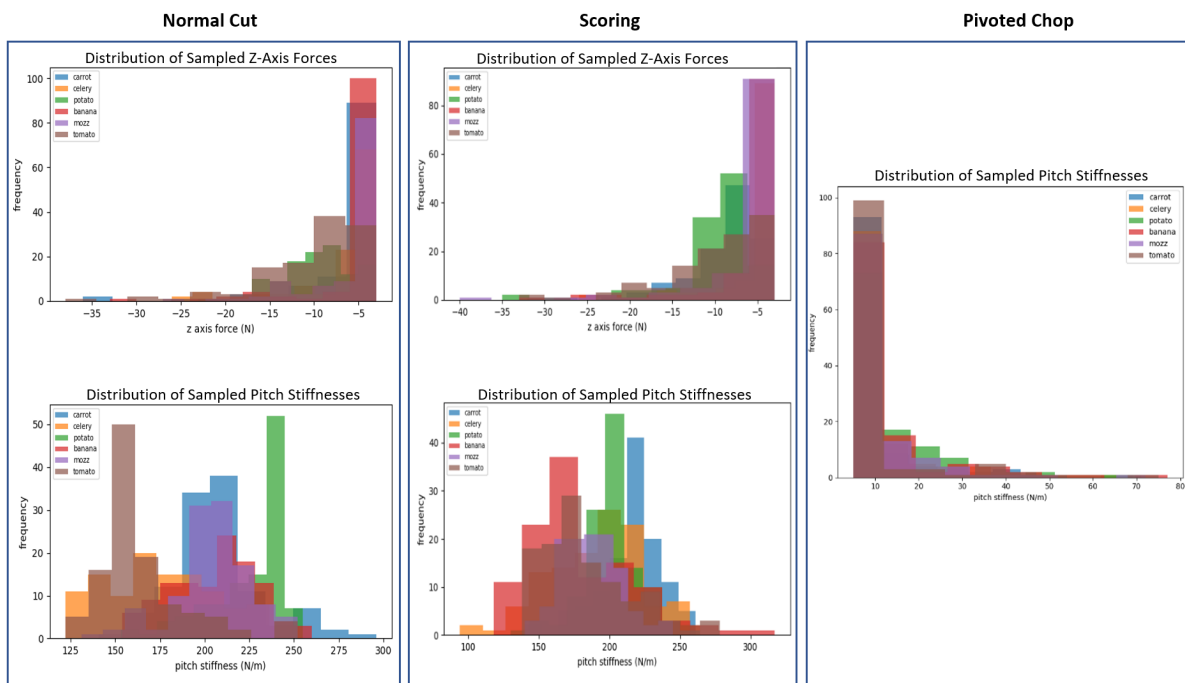 Normal Cut
Scoring
Pivoted Chop
Distribution of Sampled Z-Axis Forces
carrot
celery
potato
banana
mozz
tomato
frequency
100
80
60
40
20
0
−35 −30 −25 −20 −15 −10 −5
z axis force (N)
Distribution of Sampled Pitch Stiffnesses
carrot
celery
potato
banana
mozz
tomato
frequency
50
40
30
20
10
0
125 150 175 200 225 250 275 300
pitch stiffness (N/m)
Distribution of Sampled Z-Axis Forces
carrot
celery
potato
banana
mozz
tomato
frequency
80
60
40
20
0
−40 −35 −30 −25 −20 −15 −10 −5
z axis force (N)
Distribution of Sampled Pitch Stiffnesses
carrot
celery
potato
banana
mozz
tomato
frequency
40
30
20
10
0
100 150 200 250 300
pitch stiffness (N/m)
Distribution of Sampled Pitch Stiffnesses
carrot
celery
potato
banana
mozz
tomato
frequency
100
80
60
40
20
0
10 20 30 40 50 60 70 80
pitch stiffness (N/m)